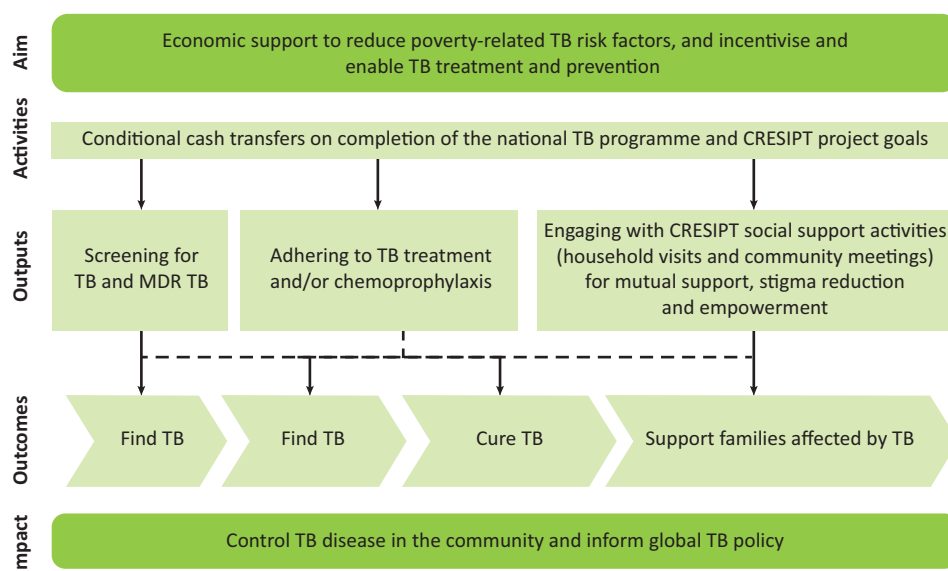 Aim
Economic support to reduce poverty-related TB risk factors, and incentivise and
enable TB treatment and prevention
Activities
Conditional cash transfers on completion of the national TB programme and CRESIPT project goals
Outputs
Screening for
TB and MDR TB
Adhering to TB treatment
and/or chemoprophylaxis
Engaging with CRESIPT social support activities
(household visits and community meetings)
for mutual support, stigma reduction
and empowerment
Outcomes
Find TB
Find TB
Cure TB
Support families affected by TB
mpact
Control TB disease in the community and inform global TB policy